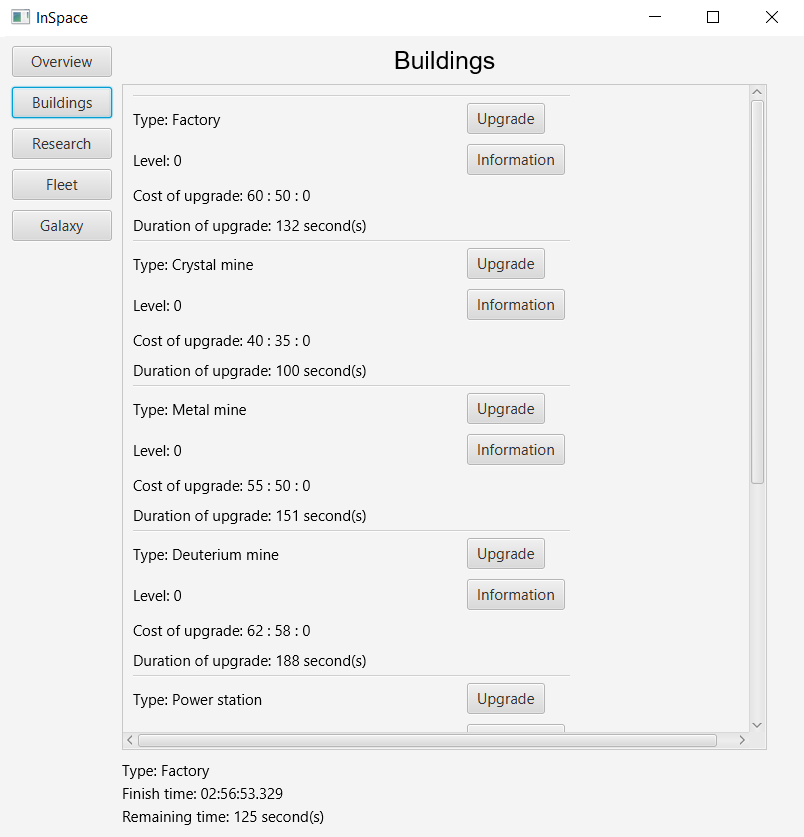 InSpace
Overview
Buildings
Research
Fleet
Galaxy
Buildings
Type: Factory
Upgrade
Level: 0
Information
Cost of upgrade: 60 : 50 : 0
Duration of upgrade: 132 second(s)
Type: Crystal mine
Upgrade
Level: 0
Information
Cost of upgrade: 40 : 35 : 0
Duration of upgrade: 100 second(s)
Type: Metal mine
Upgrade
Level: 0
Information
Cost of upgrade: 55 : 50 : 0
Duration of upgrade: 151 second(s)
Type: Deuterium mine
Upgrade
Level: 0
Information
Cost of upgrade: 62 : 58 : 0
Duration of upgrade: 188 second(s)
Type: Power station
Upgrade
Type: Factory
Finish time: 02:56:53.329
Remaining time: 125 second(s)